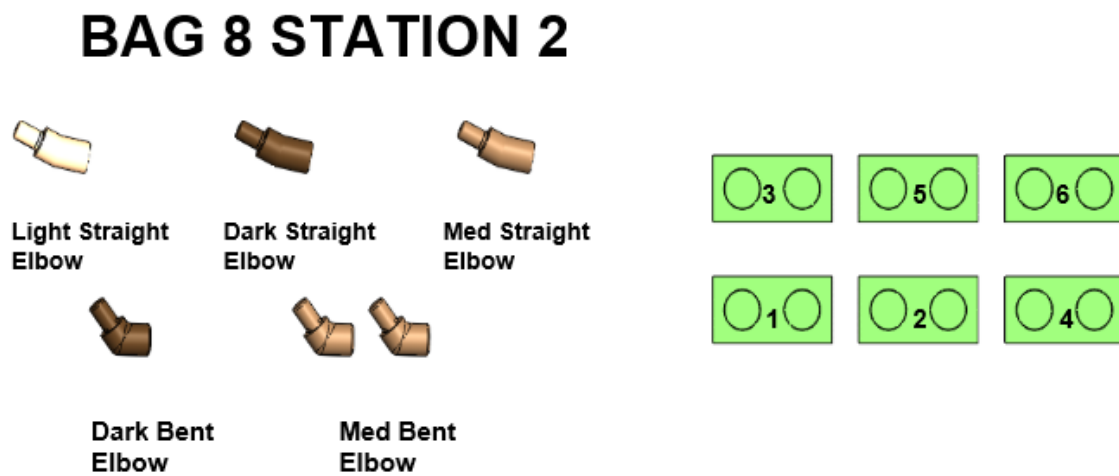 BAG 8 STATION 2
Light Straight
Elbow
Dark Straight
Elbow
Med Straight
Elbow
Dark Bent
Elbow
Med Bent
Elbow
3
5
6
1
2
4